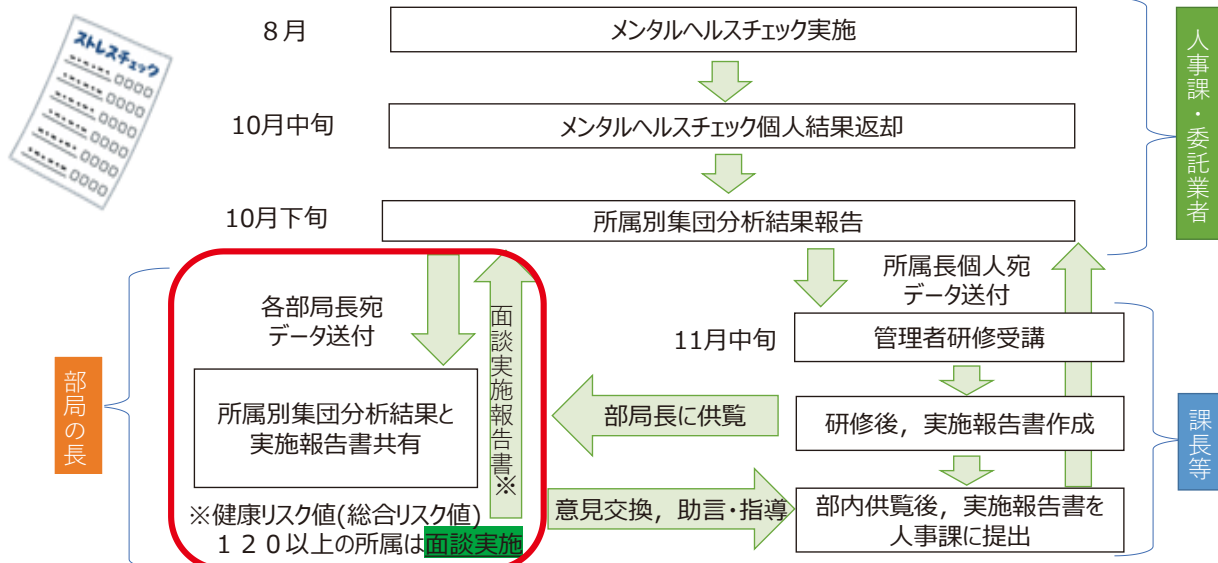 ストレスチェック
8月
メンタルヘルスチェック実施
10月中旬
メンタルヘルスチェック個人結果返却
10月下旬
所属別集団分析結果報告
人事課・委託業者
各部局長宛
データ送付
面談実施報告書※
所属長個人宛
データ送付
11月中旬
管理者研修受講
部局の長
所属別集団分析結果と
実施報告書共有
部局長に供覧
研修後,実施報告書作成
課長等
※健康リスク値(総合リスク値)
120以上の所属は面談実施
意見交換,助言・指導
部内供覧後,実施報告書を
人事課に提出